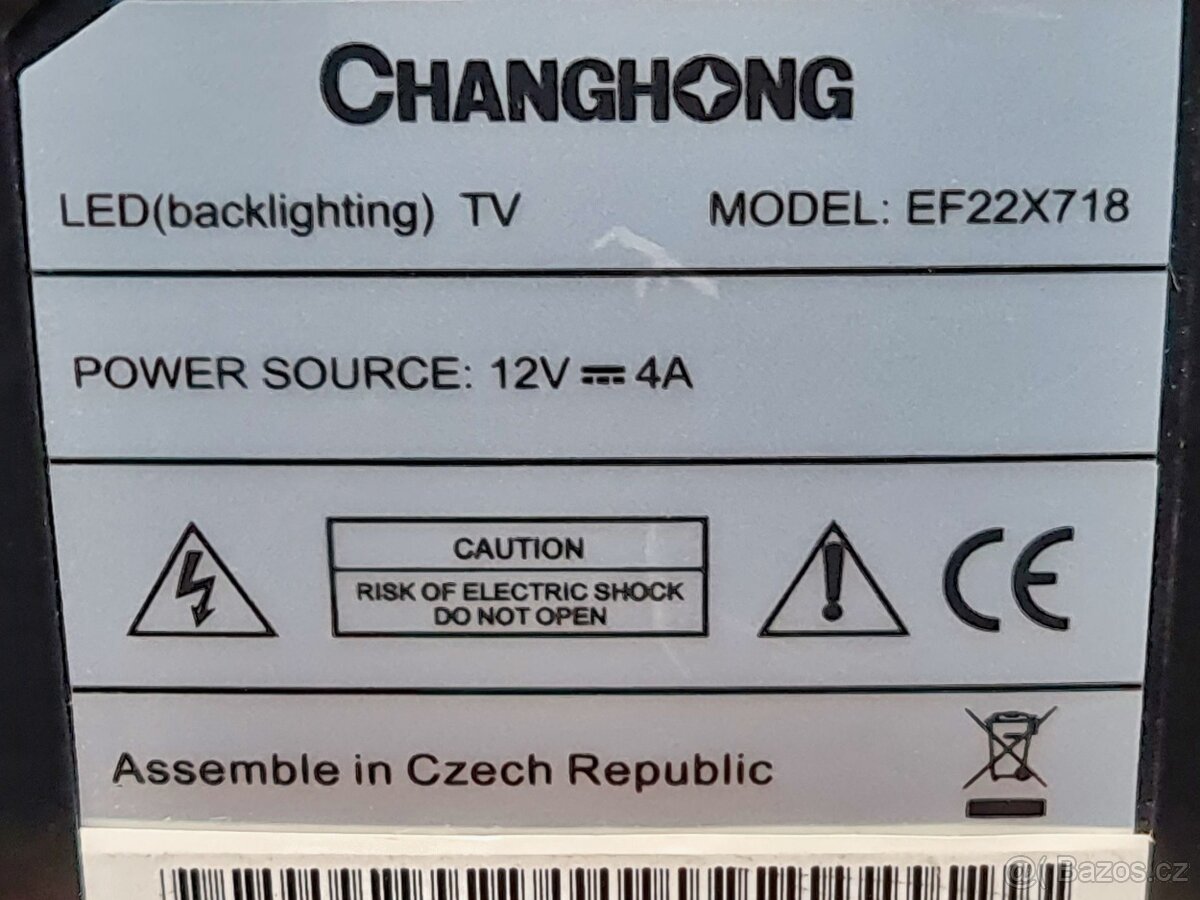 CHANGHONG
LED(backlighting) TV MODEL: EF22X718
POWER SOURCE: 12V ⎓ 4A
CAUTION
RISK OF ELECTRIC SHOCK
DO NOT OPEN
CE
Assemble in Czech Republic
@( Bazos.cz